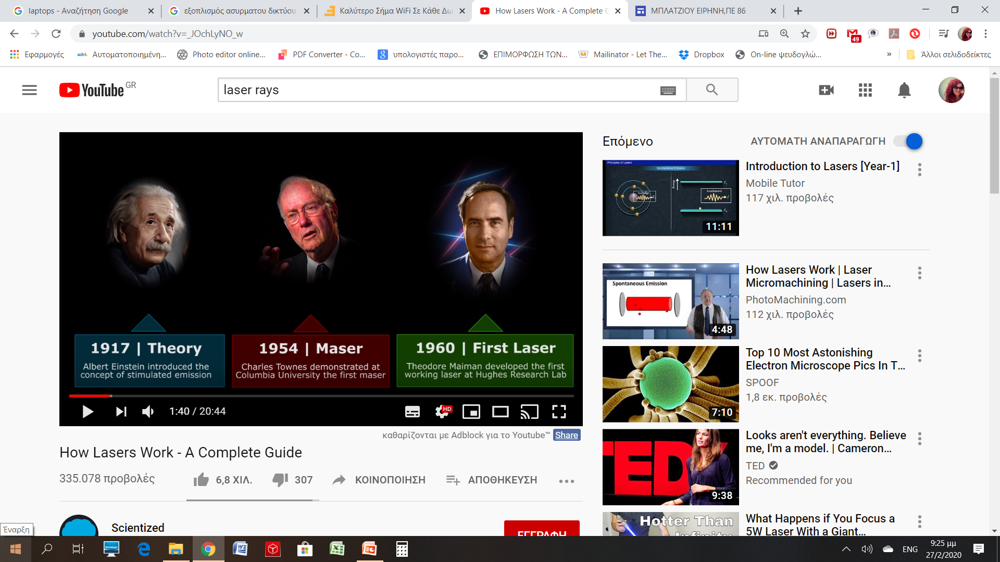 laptops - Αναζήτηση Google
εξοπλισμός ασυρματου δικτύου
Καλύτερο Σήμα WiFi Σε Κάθε Δω
How Lasers Work - A Complete G
ΜΠΛΑΤΖΙΟΥ ΕΙΡΗΝΗ,ΠΕ 86
youtube.com/watch?v=_JOchLyNO_w
49
Εφαρμογές
Αυτοματοποιημένη...
Photo editor online...
PDF Converter - Co...
υπολογιστές παρο...
ΕΠΙΜΟΡΦΩΣΗ ΤΩΝ...
Mailinator - Let The...
Dropbox
On-line ψευδογλώ...
»
Άλλοι σελιδοδείκτες
YouTube GR
laser rays
1917 | Theory
Albert Einstein introduced the
concept of stimulated emission
1954 | Maser
Charles Townes demonstrated at
Columbia University the first maser
1960 | First Laser
Theodore Maiman developed the first
working laser at Hughes Research Lab
1:40 / 20:44
HD
καθαρίζονται με Adblock για το Youtube™ Share
How Lasers Work - A Complete Guide
335.078 προβολές
6,8 ΧΙΛ.
307
ΚΟΙΝΟΠΟΙΗΣΗ
ΑΠΟΘΗΚΕΥΣΗ
Scientized
ΕΓΓΡΑΦΗ
Επόμενο
ΑΥΤΟΜΑΤΗ ΑΝΑΠΑΡΑΓΩΓΗ
Principles of Lasers
Spontaneous Emission
Energy
Incoherent
11:11
Introduction to Lasers [Year-1]
Mobile Tutor
117 χιλ. προβολές
Spontaneous Emission
4:48
How Lasers Work | Laser
Micromachining | Lasers in...
PhotoMachining.com
112 χιλ. προβολές
7:10
Top 10 Most Astonishing
Electron Microscope Pics In T...
SPOOF
1,8 εκ. προβολές
TED
9:38
Looks aren't everything. Believe
me, I'm a model. | Cameron...
TED
Recommended for you
Hotter Than
Infinity
What Happens if You Focus a
5W Laser With a Giant...
Έναρξη
ENG
9:25 μμ
27/2/2020